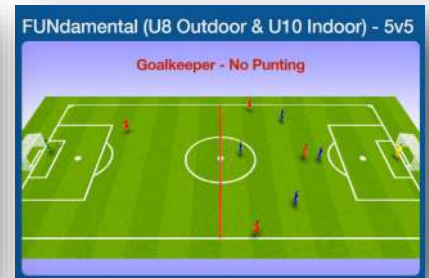 FUNdamental (U8 Outdoor & U10 Indoor) - 5v5
Goalkeeper - No Punting